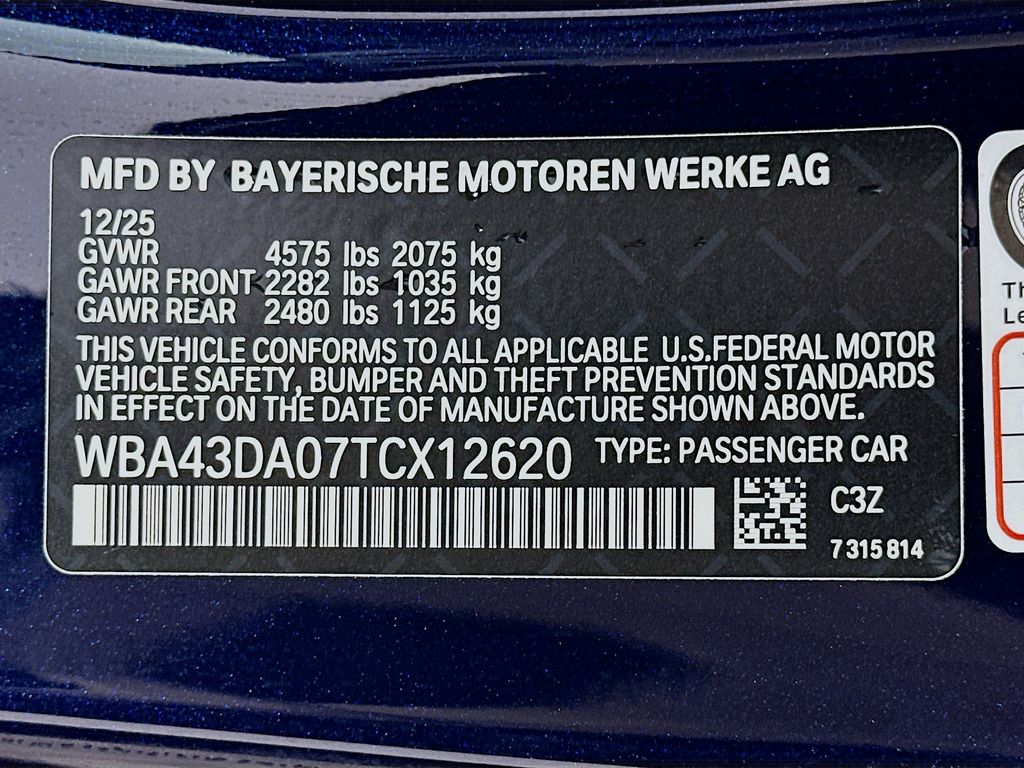 MFD BY BAYERISCHE MOTOREN WERKE AG
12/25
GVWR 4575 lbs 2075 kg
GAWR FRONT 2282 lbs 1035 kg
GAWR REAR 2480 lbs 1125 kg
THIS VEHICLE CONFORMS TO ALL APPLICABLE U.S.FEDERAL MOTOR
VEHICLE SAFETY, BUMPER AND THEFT PREVENTION STANDARDS
IN EFFECT ON THE DATE OF MANUFACTURE SHOWN ABOVE.
WBA43DA07TCX12620 TYPE: PASSENGER CAR
C3Z
7 315 814